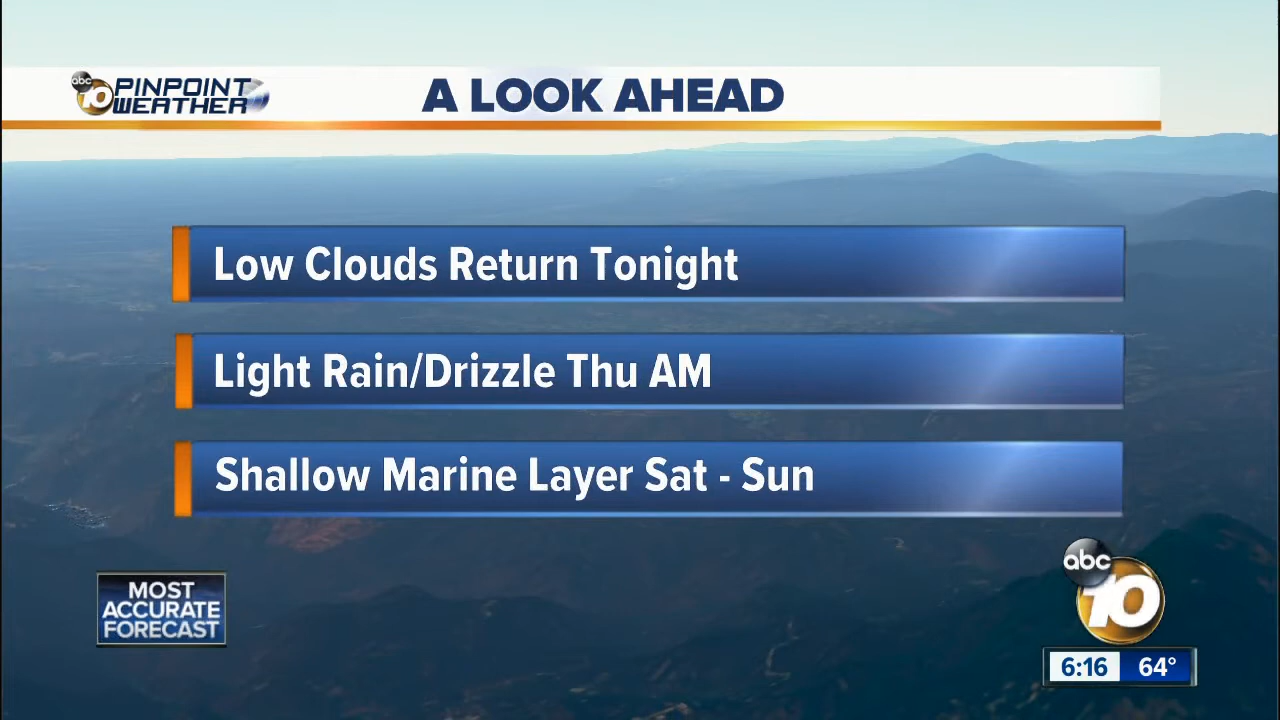 abc
10
PINPOINT
WEATHER
A LOOK AHEAD
Low Clouds Return Tonight
Light Rain/Drizzle Thu AM
Shallow Marine Layer Sat - Sun
MOST
ACCURATE
FORECAST
abc
10
6:16 64°